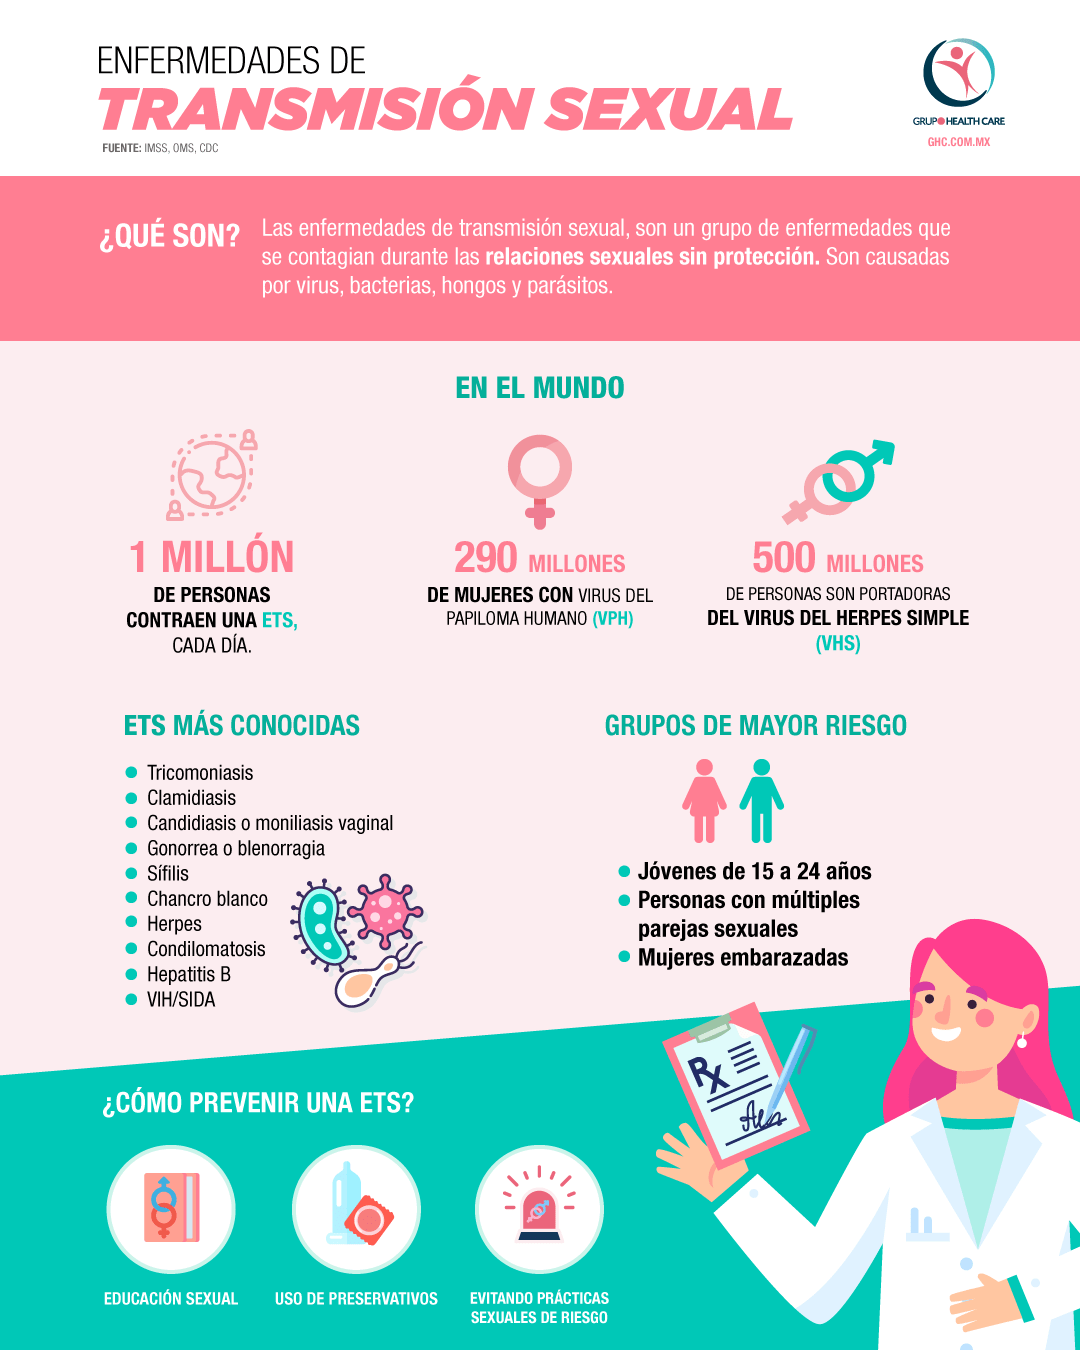 ENFERMEDADES DE
TRANSMISIÓN SEXUAL
FUENTE: IMSS, OMS, CDC
GRUPO HEALTH CARE
GHC.COM.MX
¿QUÉ SON?
Las enfermedades de transmisión sexual, son un grupo de enfermedades que
se contagian durante las relaciones sexuales sin protección. Son causadas
por virus, bacterias, hongos y parásitos.
EN EL MUNDO
1 MILLÓN
DE PERSONAS
CONTRAEN UNA ETS,
CADA DÍA.
290 MILLONES
DE MUJERES CON VIRUS DEL
PAPILOMA HUMANO (VPH)
500 MILLONES
DE PERSONAS SON PORTADORAS
DEL VIRUS DEL HERPES SIMPLE
(VHS)
ETS MÁS CONOCIDAS
Tricomoniasis
Clamidiasis
Candidiasis o moniliasis vaginal
Gonorrea o blenorragia
Sífilis
Chancro blanco
Herpes
Condilomatosis
Hepatitis B
VIH/SIDA
GRUPOS DE MAYOR RIESGO
Jóvenes de 15 a 24 años
Personas con múltiples
parejas sexuales
Mujeres embarazadas
Rx
¿CÓMO PREVENIR UNA ETS?
EDUCACIÓN SEXUAL
USO DE PRESERVATIVOS
EVITANDO PRÁCTICAS
SEXUALES DE RIESGO